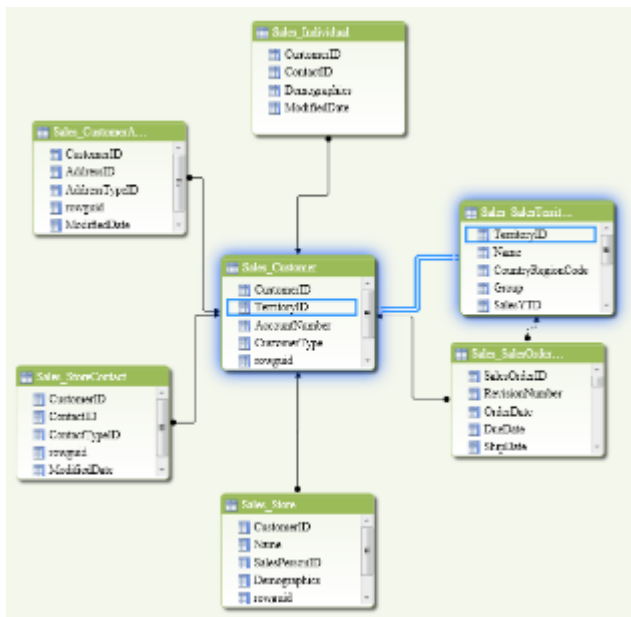 Sales_Individual
CustomerID
ContactID
Demographics
ModifiedDate
Sales_CustomerA...
CustomerID
AddressID
AddressTypeID
rowguid
ModifiedDate
Sales_SalesTerrit...
TerritoryID
Name
CountryRegionCode
Group
SalesYTD
Sales_Customer
CustomerID
TerritoryID
AccountNumber
CustomerType
rowguid
Sales_SalesOrder...
SalesOrderID
RevisionNumber
OrderDate
DueDate
ShipDate
Sales_StoreContact
CustomerID
ContactID
ContactTypeID
rowguid
ModifiedDate
Sales_Store
CustomerID
Name
SalesPersonID
Demographics
rowguid